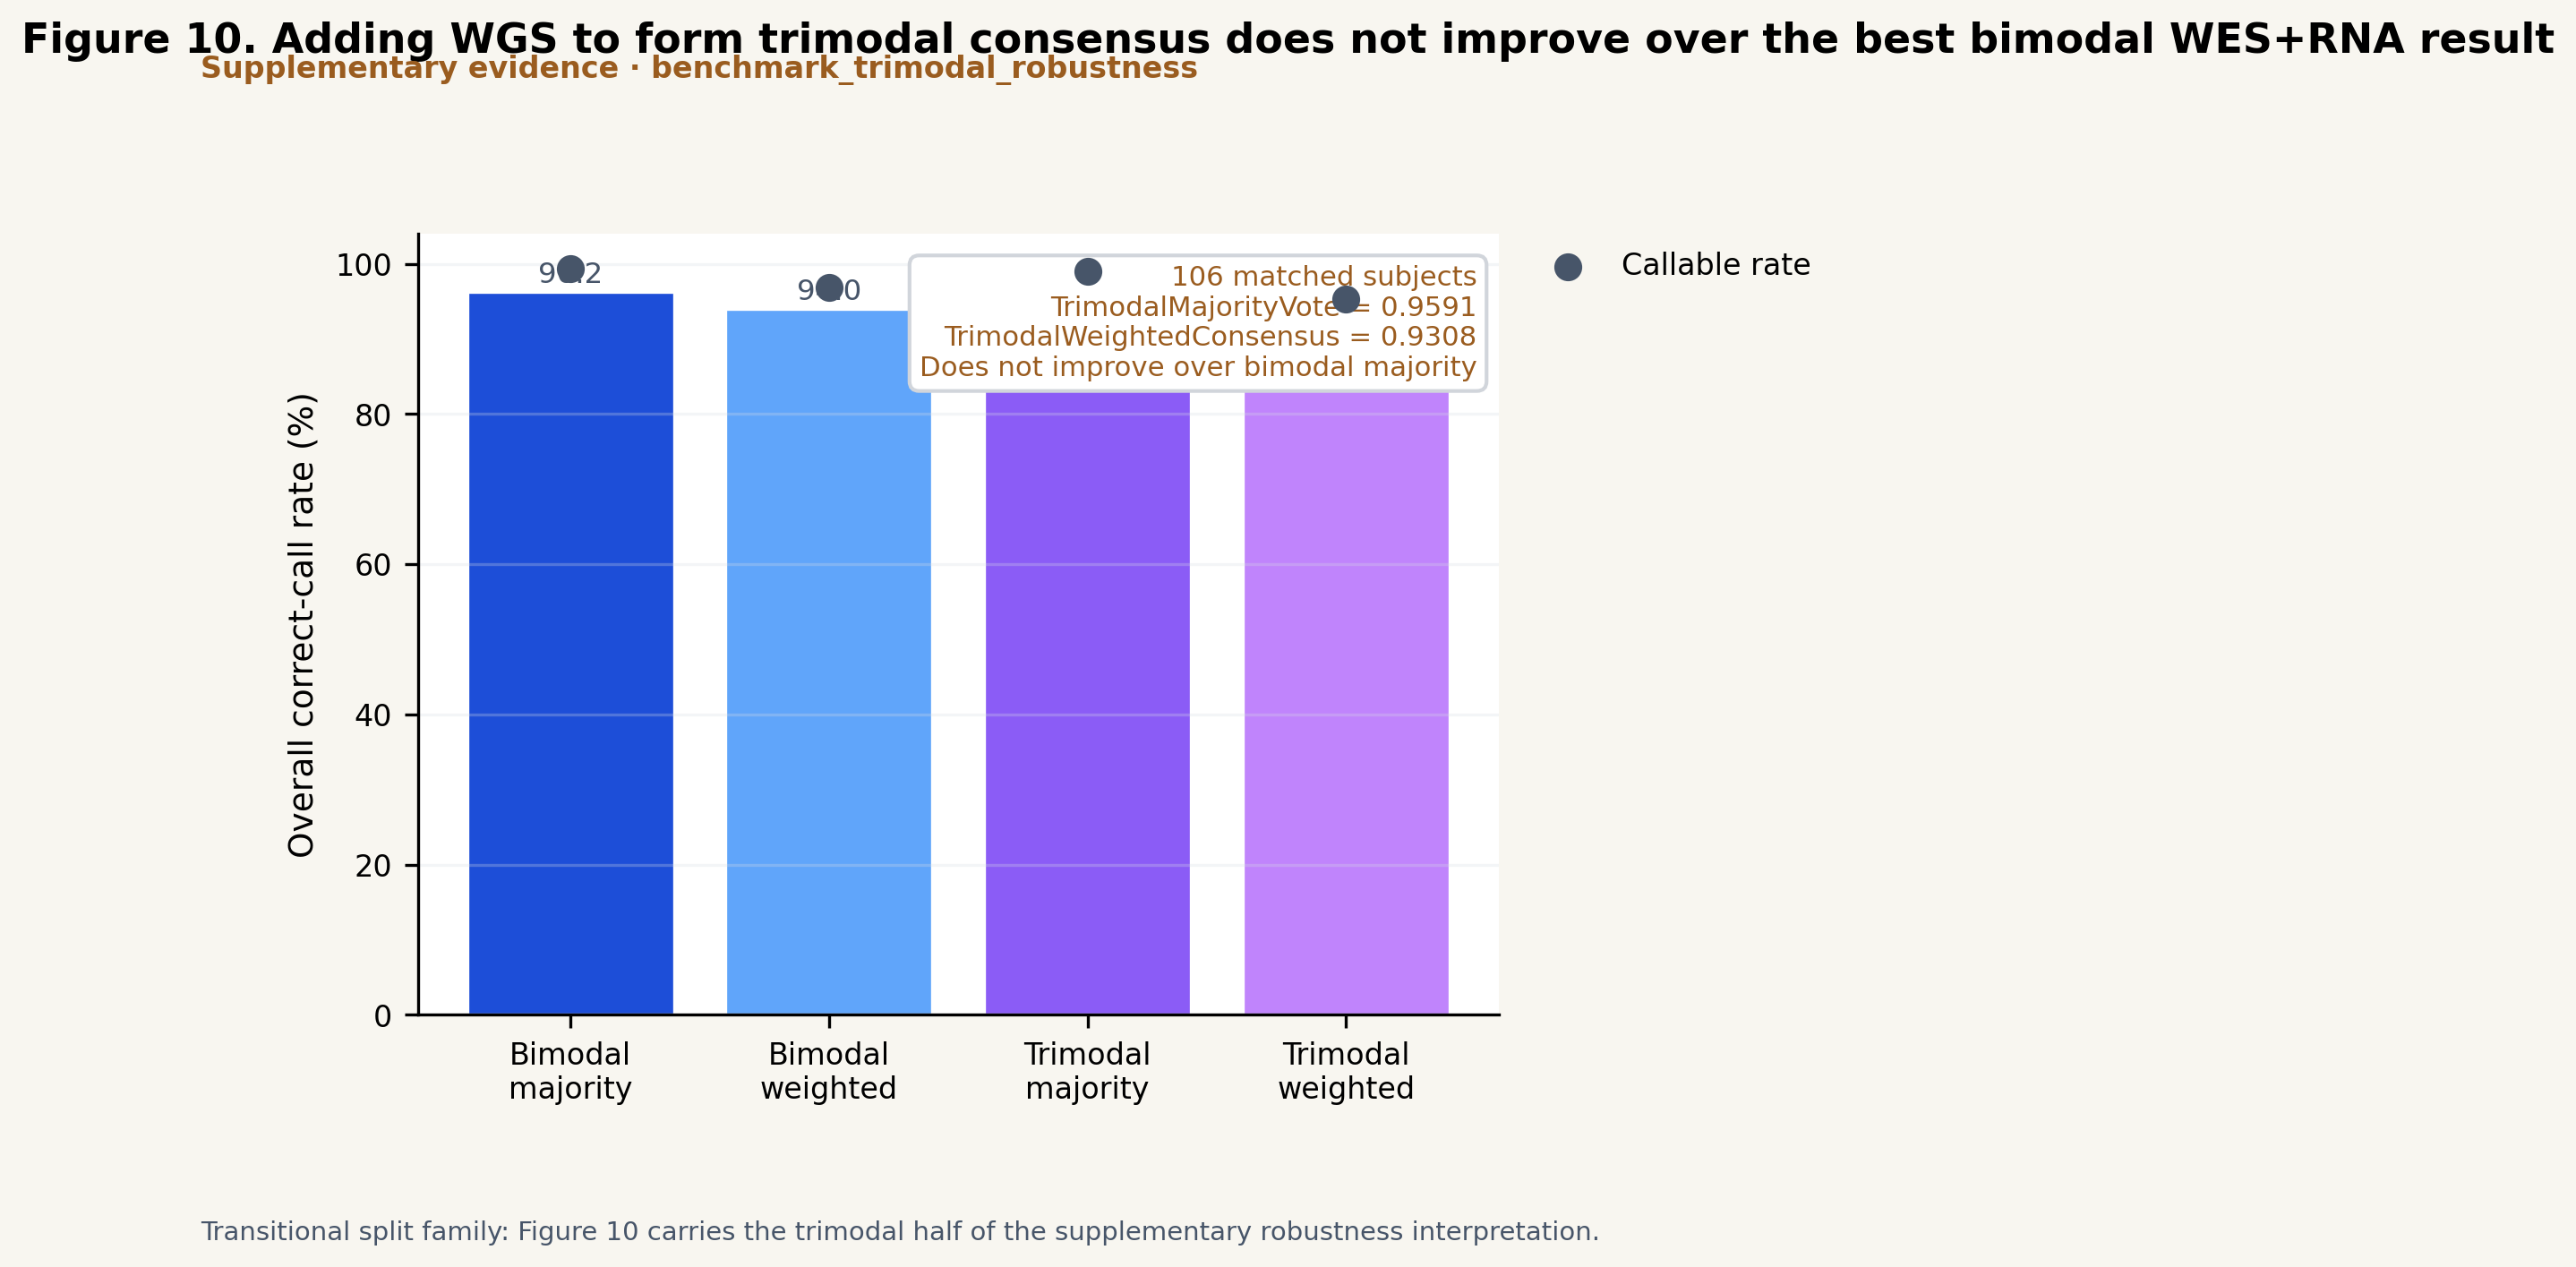 Figure 10. Adding WGS to form trimodal consensus does not improve over the best bimodal WES+RNA result
Supplementary evidence · benchmark_trimodal_robustness
Overall correct-call rate (%)
100
80
60
40
20
0
106 matched subjects
TrimodalMajorityVote = 0.9591
TrimodalWeightedConsensus = 0.9308
Does not improve over bimodal majority
Callable rate
Bimodal
majority
Bimodal
weighted
Trimodal
majority
Trimodal
weighted
Transitional split family: Figure 10 carries the trimodal half of the supplementary robustness interpretation.